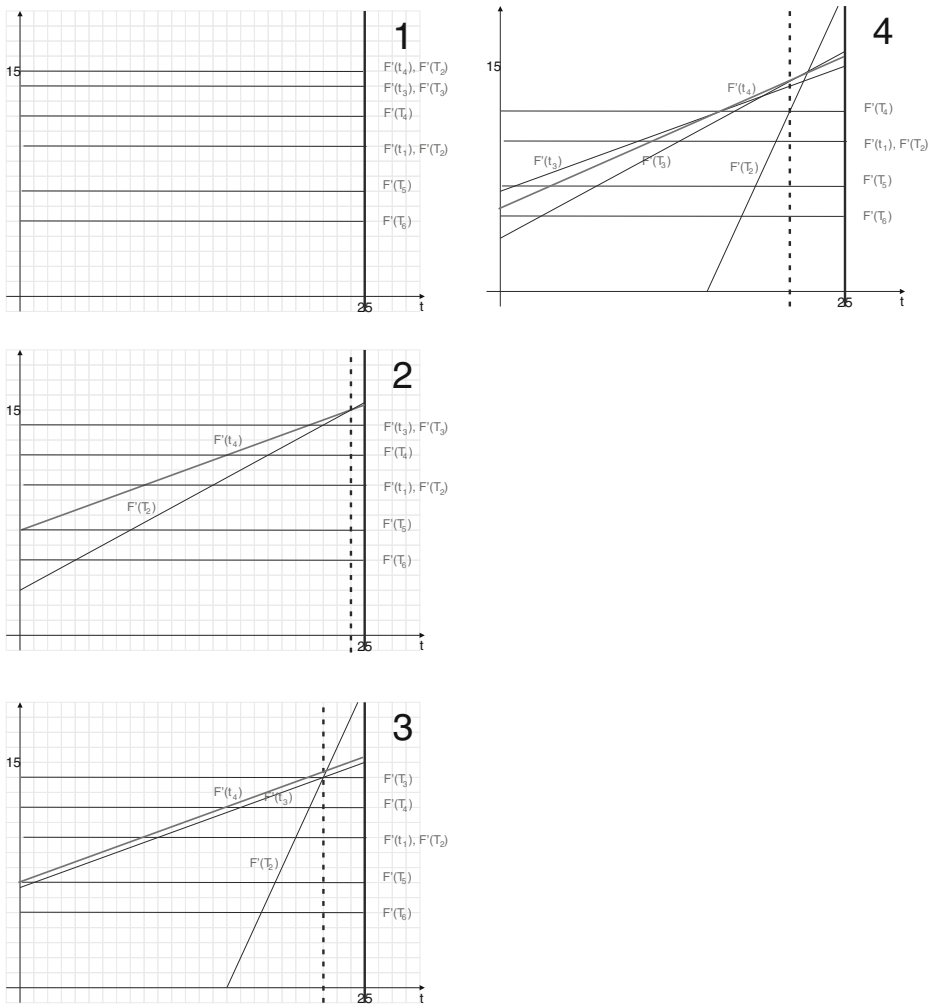 1
15
F'(t₄), F'(T₂)
F'(t₃), F'(T₃)
F'(T₄)
F'(t₁), F'(T₂)
F'(T₅)
F'(T₆)
25
t
4
15
F'(t₄)
F'(T₄)
F'(t₁), F'(T₂)
F'(t₃)
F'(T₃)
F'(T₂)
F'(T₅)
F'(T₆)
25
t
2
15
F'(t₃), F'(T₃)
F'(t₄)
F'(T₄)
F'(t₁), F'(T₂)
F'(T₂)
F'(T₅)
F'(T₆)
25
t
3
15
F'(T₃)
F'(t₄)
F'(t₃)
F'(T₄)
F'(t₁), F'(T₂)
F'(T₂)
F'(T₅)
F'(T₆)
25
t